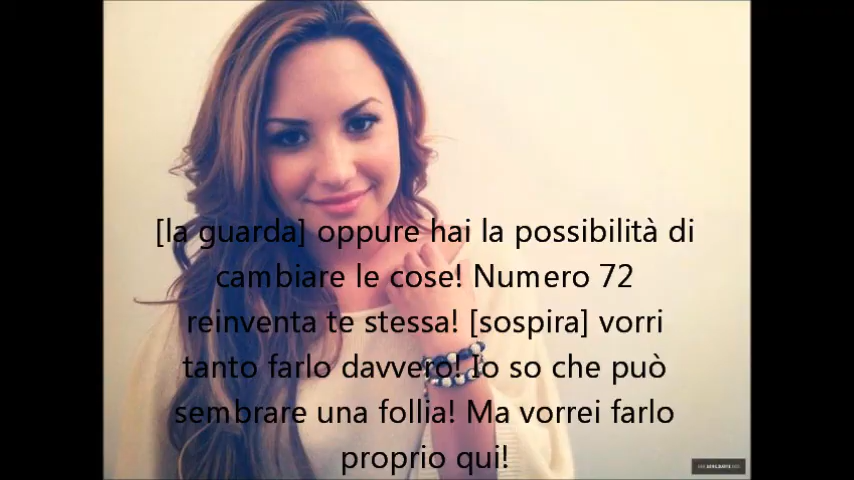 [la guarda] oppure hai la possibilità di
cambiare le cose! Numero 72
reinventa te stessa! [sospira] vorri
tanto farlo davvero! Io so che può
sembrare una follia! Ma vorrei farlo
proprio qui!